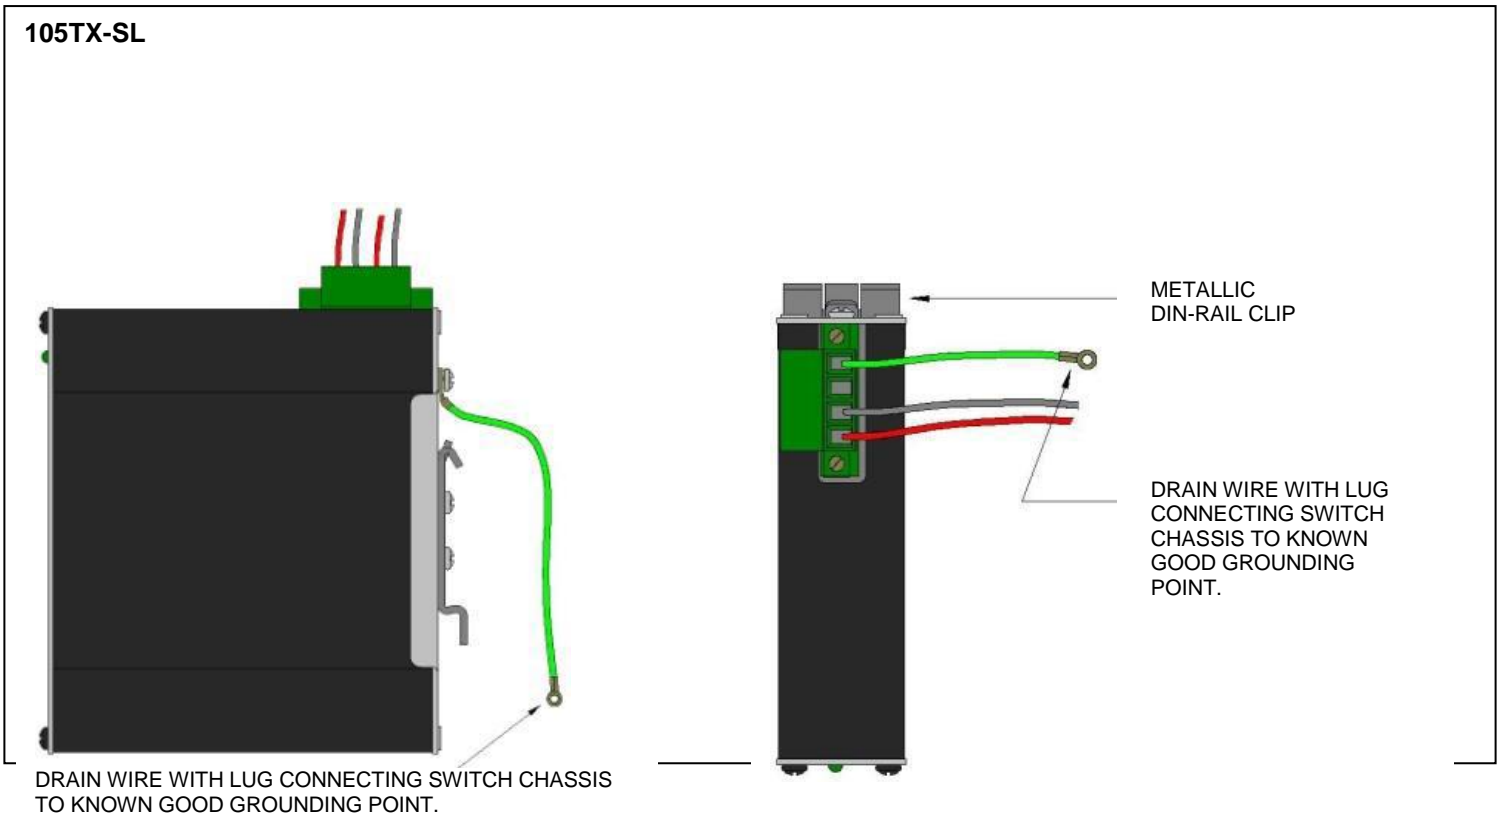 105TX-SL
METALLIC
DIN-RAIL CLIP
DRAIN WIRE WITH LUG
CONNECTING SWITCH
CHASSIS TO KNOWN
GOOD GROUNDING
POINT.
DRAIN WIRE WITH LUG CONNECTING SWITCH CHASSIS
TO KNOWN GOOD GROUNDING POINT.